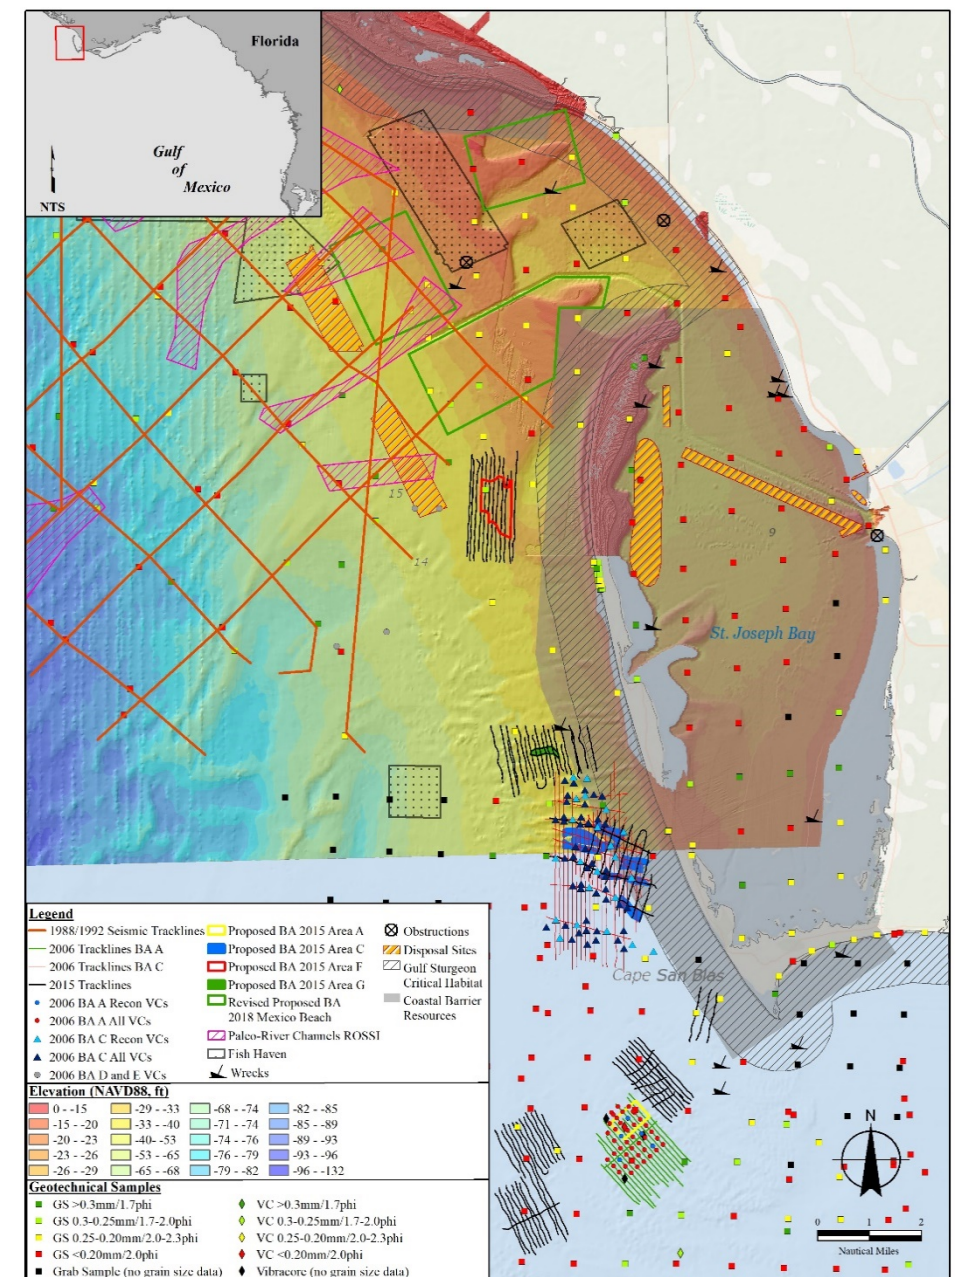 Florida
Gulf
of
Mexico
NTS
15
14
9
St. Joseph Bay
Cape San Blas
Legend
1988/1992 Seismic Tracklines
2006 Tracklines BA A
2006 Tracklines BA C
2015 Tracklines
2006 BA A Recon VCs
2006 BA A All VCs
2006 BA C Recon VCs
2006 BA C All VCs
2006 BA D and E VCs
Proposed BA 2015 Area A
Proposed BA 2015 Area C
Proposed BA 2015 Area F
Proposed BA 2015 Area G
Revised Proposed BA
2018 Mexico Beach
Paleo-River Channels ROSSI
Fish Haven
Wrecks
Obstructions
Disposal Sites
Gulf Sturgeon
Critical Habitat
Coastal Barrier
Resources
Elevation (NAVD88, ft)
0 - -15
-15 - -20
-20 - -23
-23 - -26
-26 - -29
-29 - -33
-33 - -40
-40 - -53
-53 - -65
-65 - -68
-68 - -74
-71 - -74
-74 - -76
-76 - -79
-79 - -82
-82 - -85
-85 - -89
-89 - -93
-93 - -96
-96 - -132
Geotechnical Samples
GS >0.3mm/1.7phi
GS 0.3-0.25mm/1.7-2.0phi
GS 0.25-0.20mm/2.0-2.3phi
GS <0.20mm/2.0phi
Grab Sample (no grain size data)
VC >0.3mm/1.7phi
VC 0.3-0.25mm/1.7-2.0phi
VC 0.25-0.20mm/2.0-2.3phi
VC <0.20mm/2.0phi
Vibracore (no grain size data)
N
0 1 2
Nautical Miles